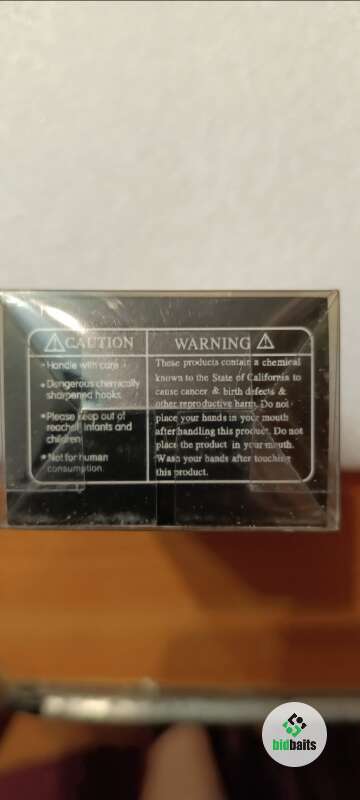 CAUTION
• Handle with care
• Dangerous chemically
sharpened hooks.
• Please keep out of
reach of infants and
children
• Not for human
consumption.
WARNING
These products contain a chemical
known to the State of California to
cause cancer & birth defects &
other reproductive harm. Do not
place your hands in your mouth
after handling this product. Do not
place the product in your mouth.
Wash your hands after touching
this product.
bidbaits